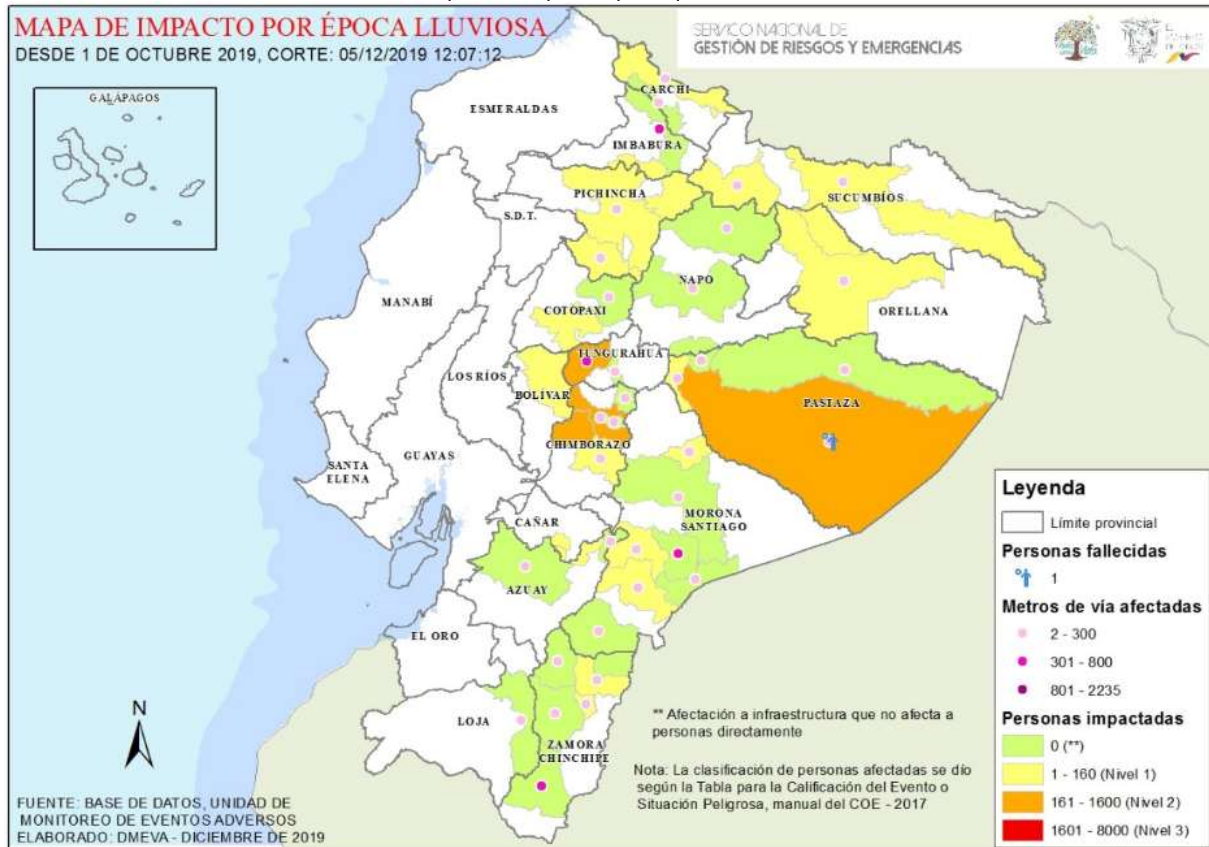 MAPA DE IMPACTO POR ÉPOCA LLUVIOSA
DESDE 1 DE OCTUBRE 2019, CORTE: 05/12/2019 12:07:12
SERVICIO NACIONAL DE
GESTIÓN DE RIESGOS Y EMERGENCIAS
GALÁPAGOS
ESMERALDAS
CARCHI
IMBABURA
PICHINCHA
SUCUMBÍOS
S.D.T.
NAPO
MANABÍ
COTOPAXI
ORELLANA
TUNGURAHUA
LOS RÍOS
BOLÍVAR
PASTAZA
CHIMBORAZO
GUAYAS
SANTA
ELENA
CAÑAR
MORONA
SANTIAGO
AZUAY
EL ORO
LOJA
ZAMORA
CHINCHIPE
N
** Afectación a infraestructura que no afecta a
personas directamente
Nota: La clasificación de personas afectadas se dío
según la Tabla para la Calificación del Evento o
Situación Peligrosa, manual del COE - 2017
FUENTE: BASE DE DATOS, UNIDAD DE
MONITOREO DE EVENTOS ADVERSOS
ELABORADO: DMEVA - DICIEMBRE DE 2019
Leyenda
Límite provincial
Personas fallecidas
1
Metros de vía afectadas
2 - 300
301 - 800
801 - 2235
Personas impactadas
0 (**)
1 - 160 (Nivel 1)
161 - 1600 (Nivel 2)
1601 - 8000 (Nivel 3)